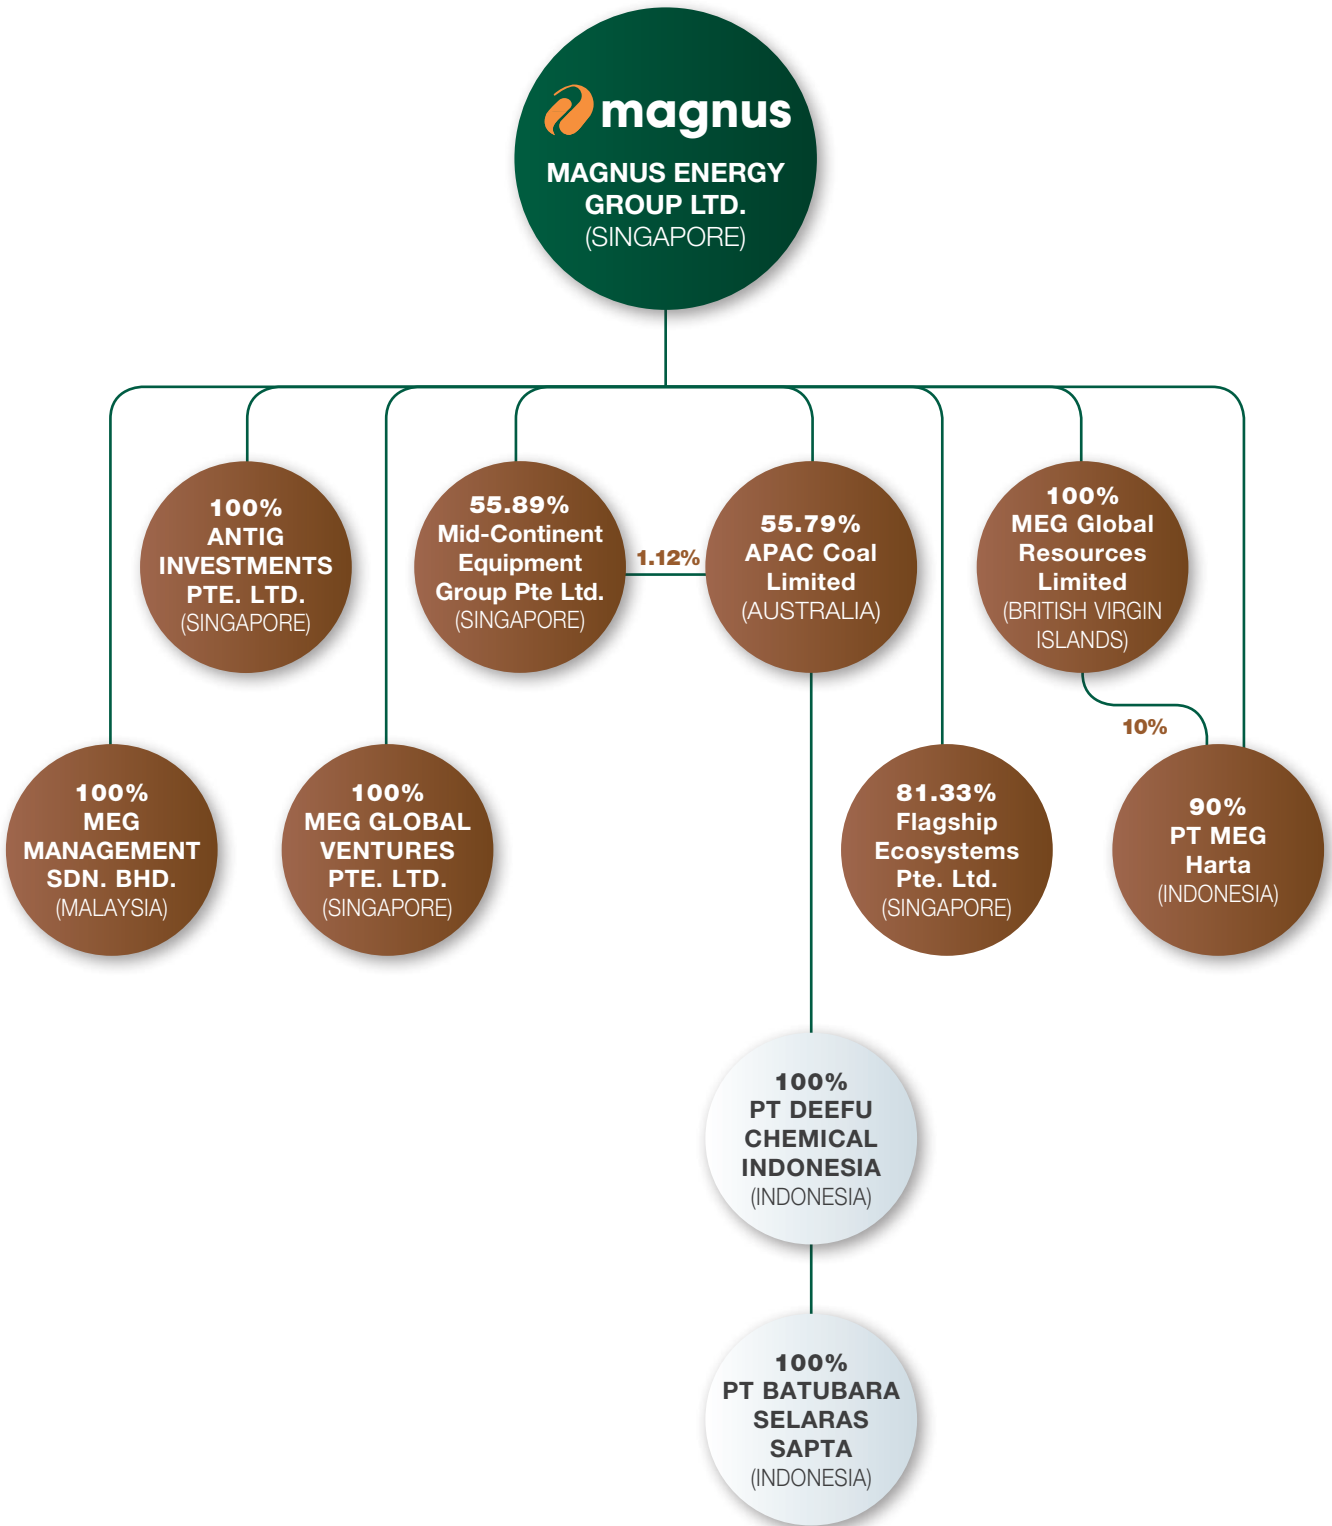 magnus
MAGNUS ENERGY
GROUP LTD.
(SINGAPORE)
100%
ANTIG
INVESTMENTS
PTE. LTD.
(SINGAPORE)
55.89%
Mid-Continent
Equipment
Group Pte Ltd.
(SINGAPORE)
1.12%
55.79%
APAC Coal
Limited
(AUSTRALIA)
100%
MEG Global
Resources
Limited
(BRITISH VIRGIN
ISLANDS)
10%
100%
MEG
MANAGEMENT
SDN. BHD.
(MALAYSIA)
100%
MEG GLOBAL
VENTURES
PTE. LTD.
(SINGAPORE)
81.33%
Flagship
Ecosystems
Pte. Ltd.
(SINGAPORE)
90%
PT MEG
Harta
(INDONESIA)
100%
PT DEEFU
CHEMICAL
INDONESIA
(INDONESIA)
100%
PT BATUBARA
SELARAS
SAPTA
(INDONESIA)